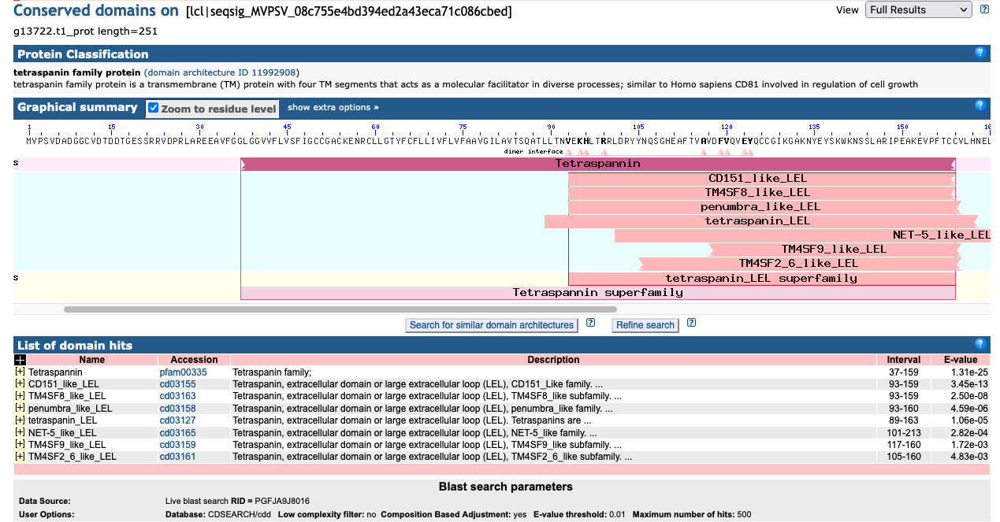 Conserved domains on [lcl|seqsig_MVPSV_08c755e4bd394ed2a43eca71c086cbed]
View Full Results
g13722.t1_prot length=251
Protein Classification
tetraspanin family protein (domain architecture ID 11992908)
tetraspanin family protein is a transmembrane (TM) protein with four TM segments that acts as a molecular facilitator in diverse processes; similar to Homo sapiens CD81 involved in regulation of cell growth
Graphical summary Zoom to residue level show extra options »
1 15 30 45 60 75 90 105 120 135 150 16
MVPSVDADGGCVDTDDTGESSRRVDPRLAREEAVFGGLGGVVFLVSFIGCCGACKENRCLLGTYFCFLLIVFLVFAAVGILAVTSQATLLTNVEKHLTRRRLDRYYNQSGHEAFTVAVDFVQVEYQCCGIKGAKNYEYSKWKNSSLARIPEAKEVPFTCCVLHNEL
dimer interface
s Tetraspannin
CD151_like_LEL
TM4SF8_like_LEL
penumbra_like_LEL
tetraspanin_LEL
NET-5_like_LEL
TM4SF9_like_LEL
TM4SF2_6_like_LEL
s tetraspanin_LEL superfamily
Tetraspannin superfamily
Search for similar domain architectures Refine search
List of domain hits
Name Accession Description Interval E-value
[+] Tetraspannin pfam00335 Tetraspanin family; 37-159 1.31e-25
[+] CD151_like_LEL cd03155 Tetraspanin, extracellular domain or large extracellular loop (LEL), CD151_Like family. ... 93-159 3.45e-13
[+] TM4SF8_like_LEL cd03163 Tetraspanin, extracellular domain or large extracellular loop (LEL), TM4SF8_like subfamily. ... 93-159 2.50e-08
[+] penumbra_like_LEL cd03158 Tetraspanin, extracellular domain or large extracellular loop (LEL), penumbra_like family. ... 93-160 4.59e-06
[+] tetraspanin_LEL cd03127 Tetraspanin, extracellular domain or large extracellular loop (LEL). Tetraspanins are ... 89-163 1.06e-05
[+] NET-5_like_LEL cd03165 Tetraspanin, extracellular domain or large extracellular loop (LEL), NET-5_like family. ... 101-213 2.82e-04
[+] TM4SF9_like_LEL cd03159 Tetraspanin, extracellular domain or large extracellular loop (LEL), TM4SF9_like subfamily. ... 117-160 1.72e-03
[+] TM4SF2_6_like_LEL cd03161 Tetraspanin, extracellular domain or large extracellular loop (LEL), TM4SF2_6_like subfamily. ... 105-160 4.83e-03
Blast search parameters
Data Source: Live blast search RID = PGFJA9J8016
User Options: Database: CDSEARCH/cdd Low complexity filter: no Composition Based Adjustment: yes E-value threshold: 0.01 Maximum number of hits: 500